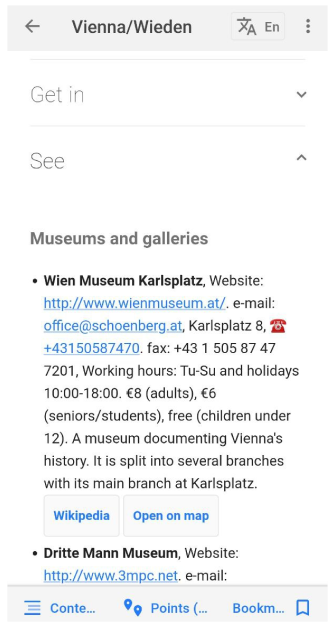 Vienna/Wieden
En
Get in
See
Museums and galleries
• Wien Museum Karlsplatz, Website:
http://www.wienmuseum.at/. e-mail:
office@schoenberg.at, Karlsplatz 8, ☎
+43150587470. fax: +43 1 505 87 47
7201, Working hours: Tu-Su and holidays
10:00-18:00. €8 (adults), €6
(seniors/students), free (children under
12). A museum documenting Vienna's
history. It is split into several branches
with its main branch at Karlsplatz.
Wikipedia
Open on map
• Dritte Mann Museum, Website:
http://www.3mpc.net. e-mail:
Conte...
Points (...
Bookm...